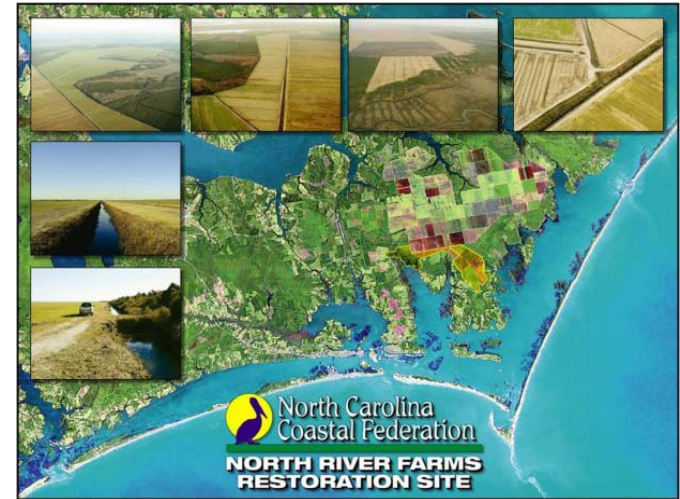 North Carolina
Coastal Federation
NORTH RIVER FARMS
RESTORATION SITE